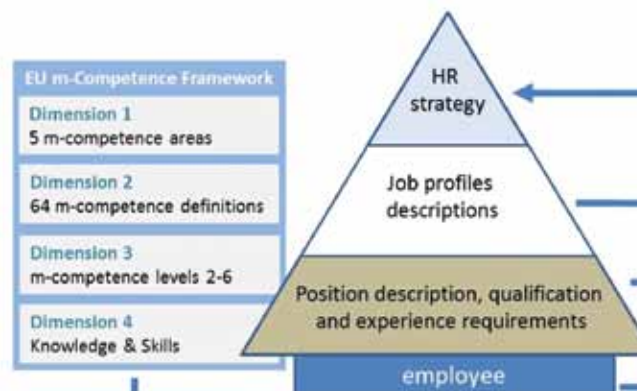 EU m-Competence Framework
Dimension 1
5 m-competence areas
Dimension 2
64 m-competence definitions
Dimension 3
m-competence levels 2-6
Dimension 4
Knowledge & Skills
HR
strategy
Job profiles
descriptions
Position description, qualification
and experience requirements
employee